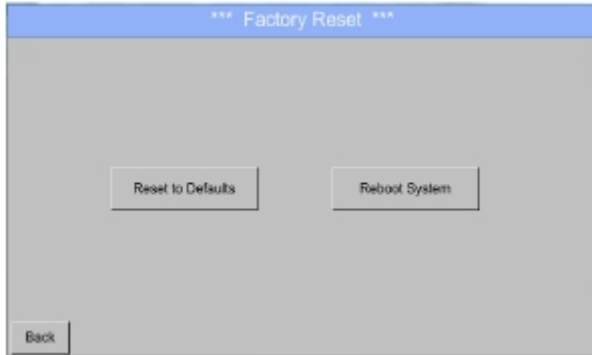 *** Factory Reset ***
Reset to Defaults
Reboot System
Back